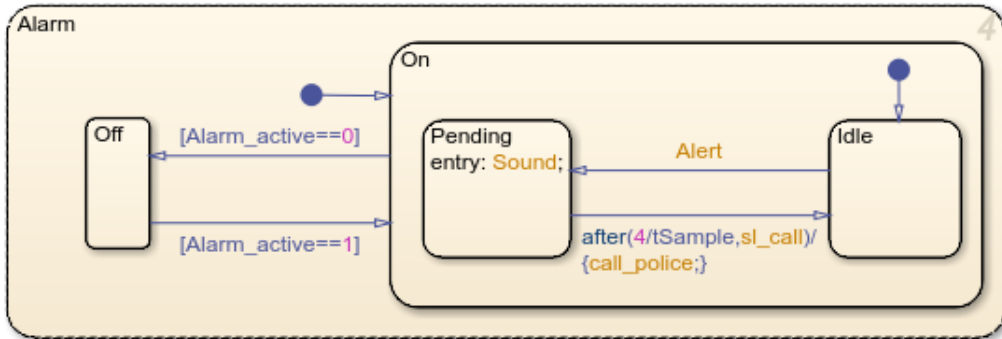 Alarm
4
On
Off
[Alarm_active==0]
[Alarm_active==1]
Pending
entry: Sound;
Alert
after(4/tSample,sl_call)/
{call_police;}
Idle